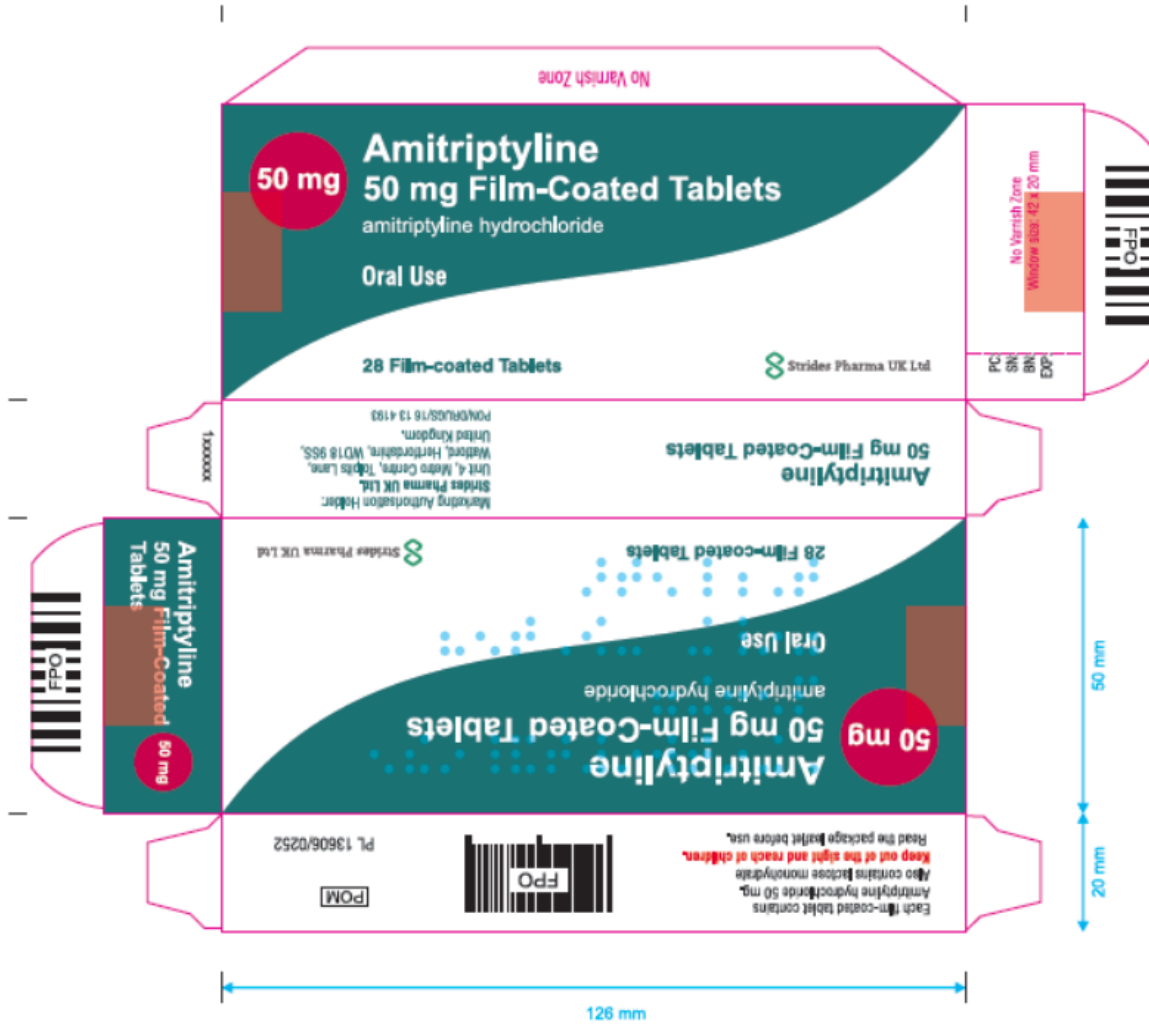 No Varnish Zone
50 mg
Amitriptyline
50 mg Film-Coated Tablets
amitriptyline hydrochloride
Oral Use
28 Film-coated Tablets
Strides Pharma UK Ltd
No Varnish Zone
Window size: 42 x 20 mm
PC
SN
BN
EXP
FPO
1xxxxxxx
Marketing Authorisation Holder:
Strides Pharma UK Ltd.
Unit 4, Metro Centre, Tolpits Lane,
Watford, Hertfordshire, WD18 9SS,
United Kingdom.
PON/DRUGS/16 13 4193
Amitriptyline
50 mg Film-Coated Tablets
Amitriptyline
50 mg Film-Coated
Tablets
50 mg
FPO
50 mg
Amitriptyline
50 mg Film-Coated Tablets
amitriptyline hydrochloride
Oral Use
28 Film-coated Tablets
Strides Pharma UK Ltd
Each film-coated tablet contains
Amitriptyline hydrochloride 50 mg.
Also contains lactose monohydrate
Keep out of the sight and reach of children.
Read the package leaflet before use.
FPO
POM
PL 13606/0252
50 mm
20 mm
126 mm